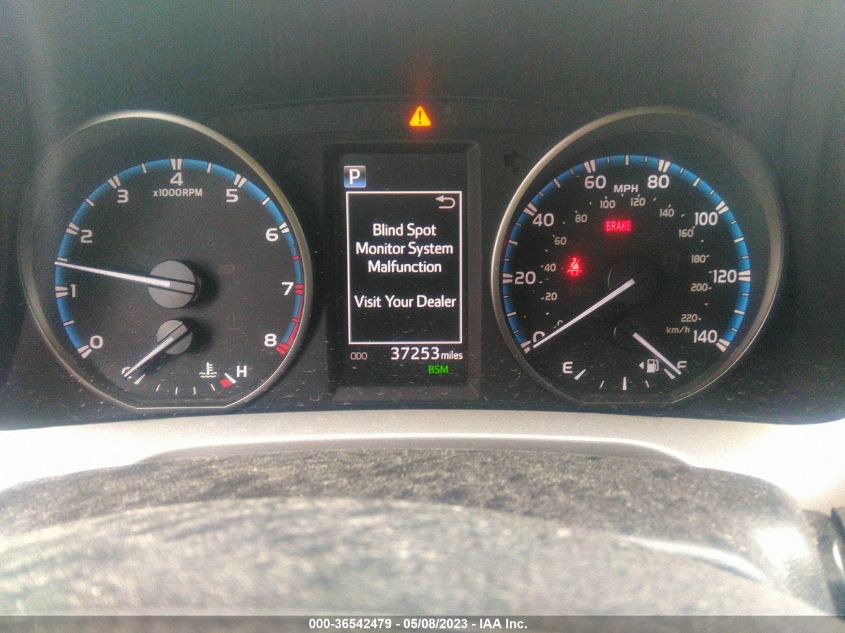 P
Blind Spot
Monitor System
Malfunction
Visit Your Dealer
ODO 37253 miles
BSM
x1000RPM
0
1
2
3
4
5
6
7
8
H
MPH
0
20
40
60
80
100
120
140
0
20
40
60
80
100
120
140
160
180
200
220
km/h
BRAKE
E
F
000-36542479 — 05/08/2023 — IAA Inc.